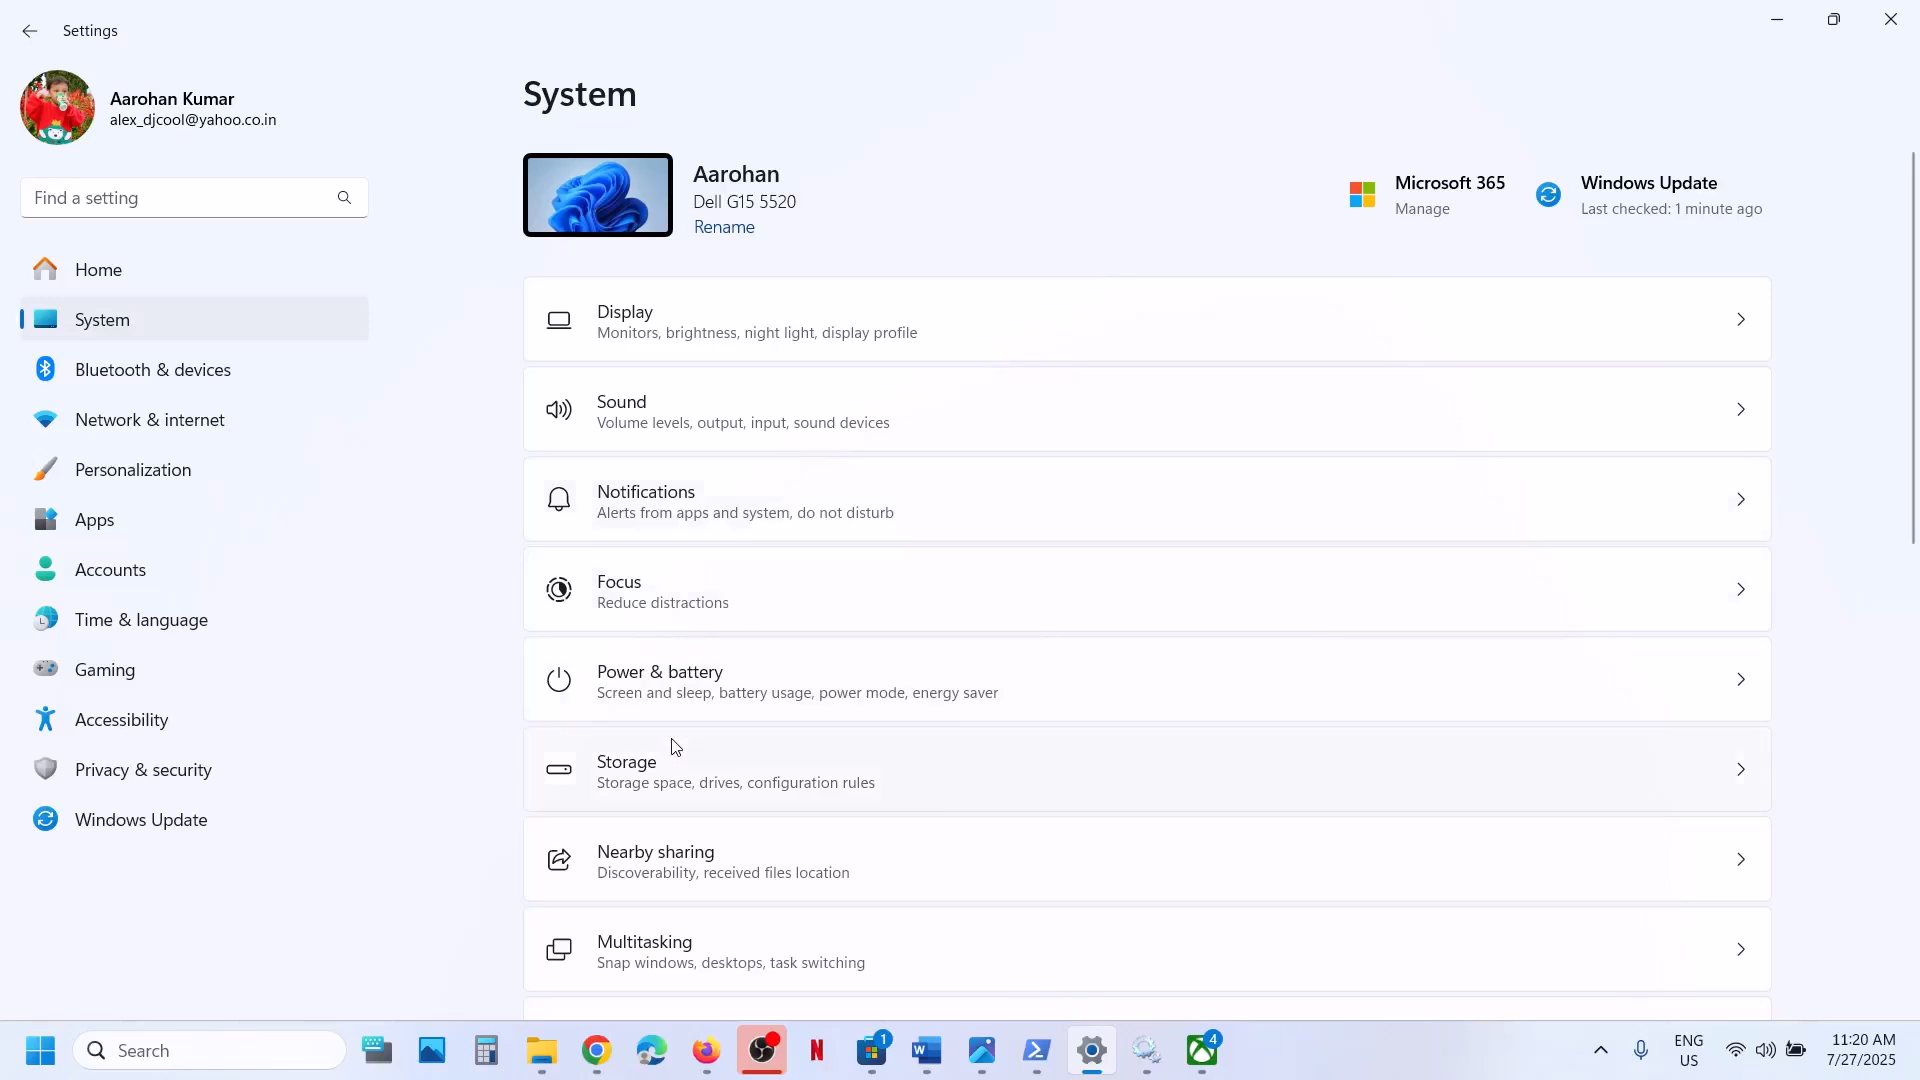 Settings
Aarohan Kumar
alex_djcool@yahoo.co.in
Find a setting
Home
System
Bluetooth & devices
Network & internet
Personalization
Apps
Accounts
Time & language
Gaming
Accessibility
Privacy & security
Windows Update
System
Aarohan
Dell G15 5520
Rename
Microsoft 365
Manage
Windows Update
Last checked: 1 minute ago
Display
Monitors, brightness, night light, display profile
Sound
Volume levels, output, input, sound devices
Notifications
Alerts from apps and system, do not disturb
Focus
Reduce distractions
Power & battery
Screen and sleep, battery usage, power mode, energy saver
Storage
Storage space, drives, configuration rules
Nearby sharing
Discoverability, received files location
Multitasking
Snap windows, desktops, task switching
Search
N
1
W
4
ENG
US
11:20 AM
7/27/2025